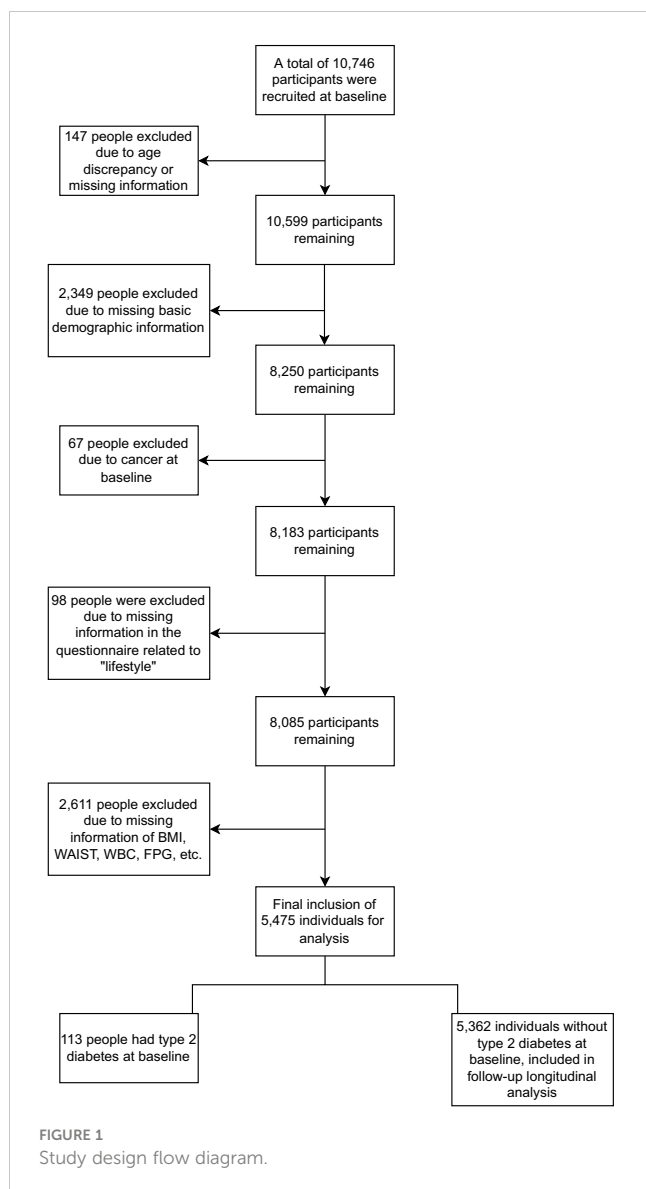 A total of 10,746
participants were
recruited at baseline
147 people excluded
due to age
discrepancy or
missing information
10,599 participants
remaining
2,349 people excluded
due to missing basic
demographic information
8,250 participants
remaining
67 people excluded
due to cancer at
baseline
8,183 participants
remaining
98 people were excluded
due to missing
information in the
questionnaire related to
"lifestyle"
8,085 participants
remaining
2,611 people excluded
due to missing
information of BMI,
WAIST, WBC, FPG, etc.
Final inclusion of
5,475 individuals for
analysis
113 people had type 2
diabetes at baseline
5,362 individuals without
type 2 diabetes at
baseline, included in
follow-up longitudinal
analysis
FIGURE 1
Study design flow diagram.